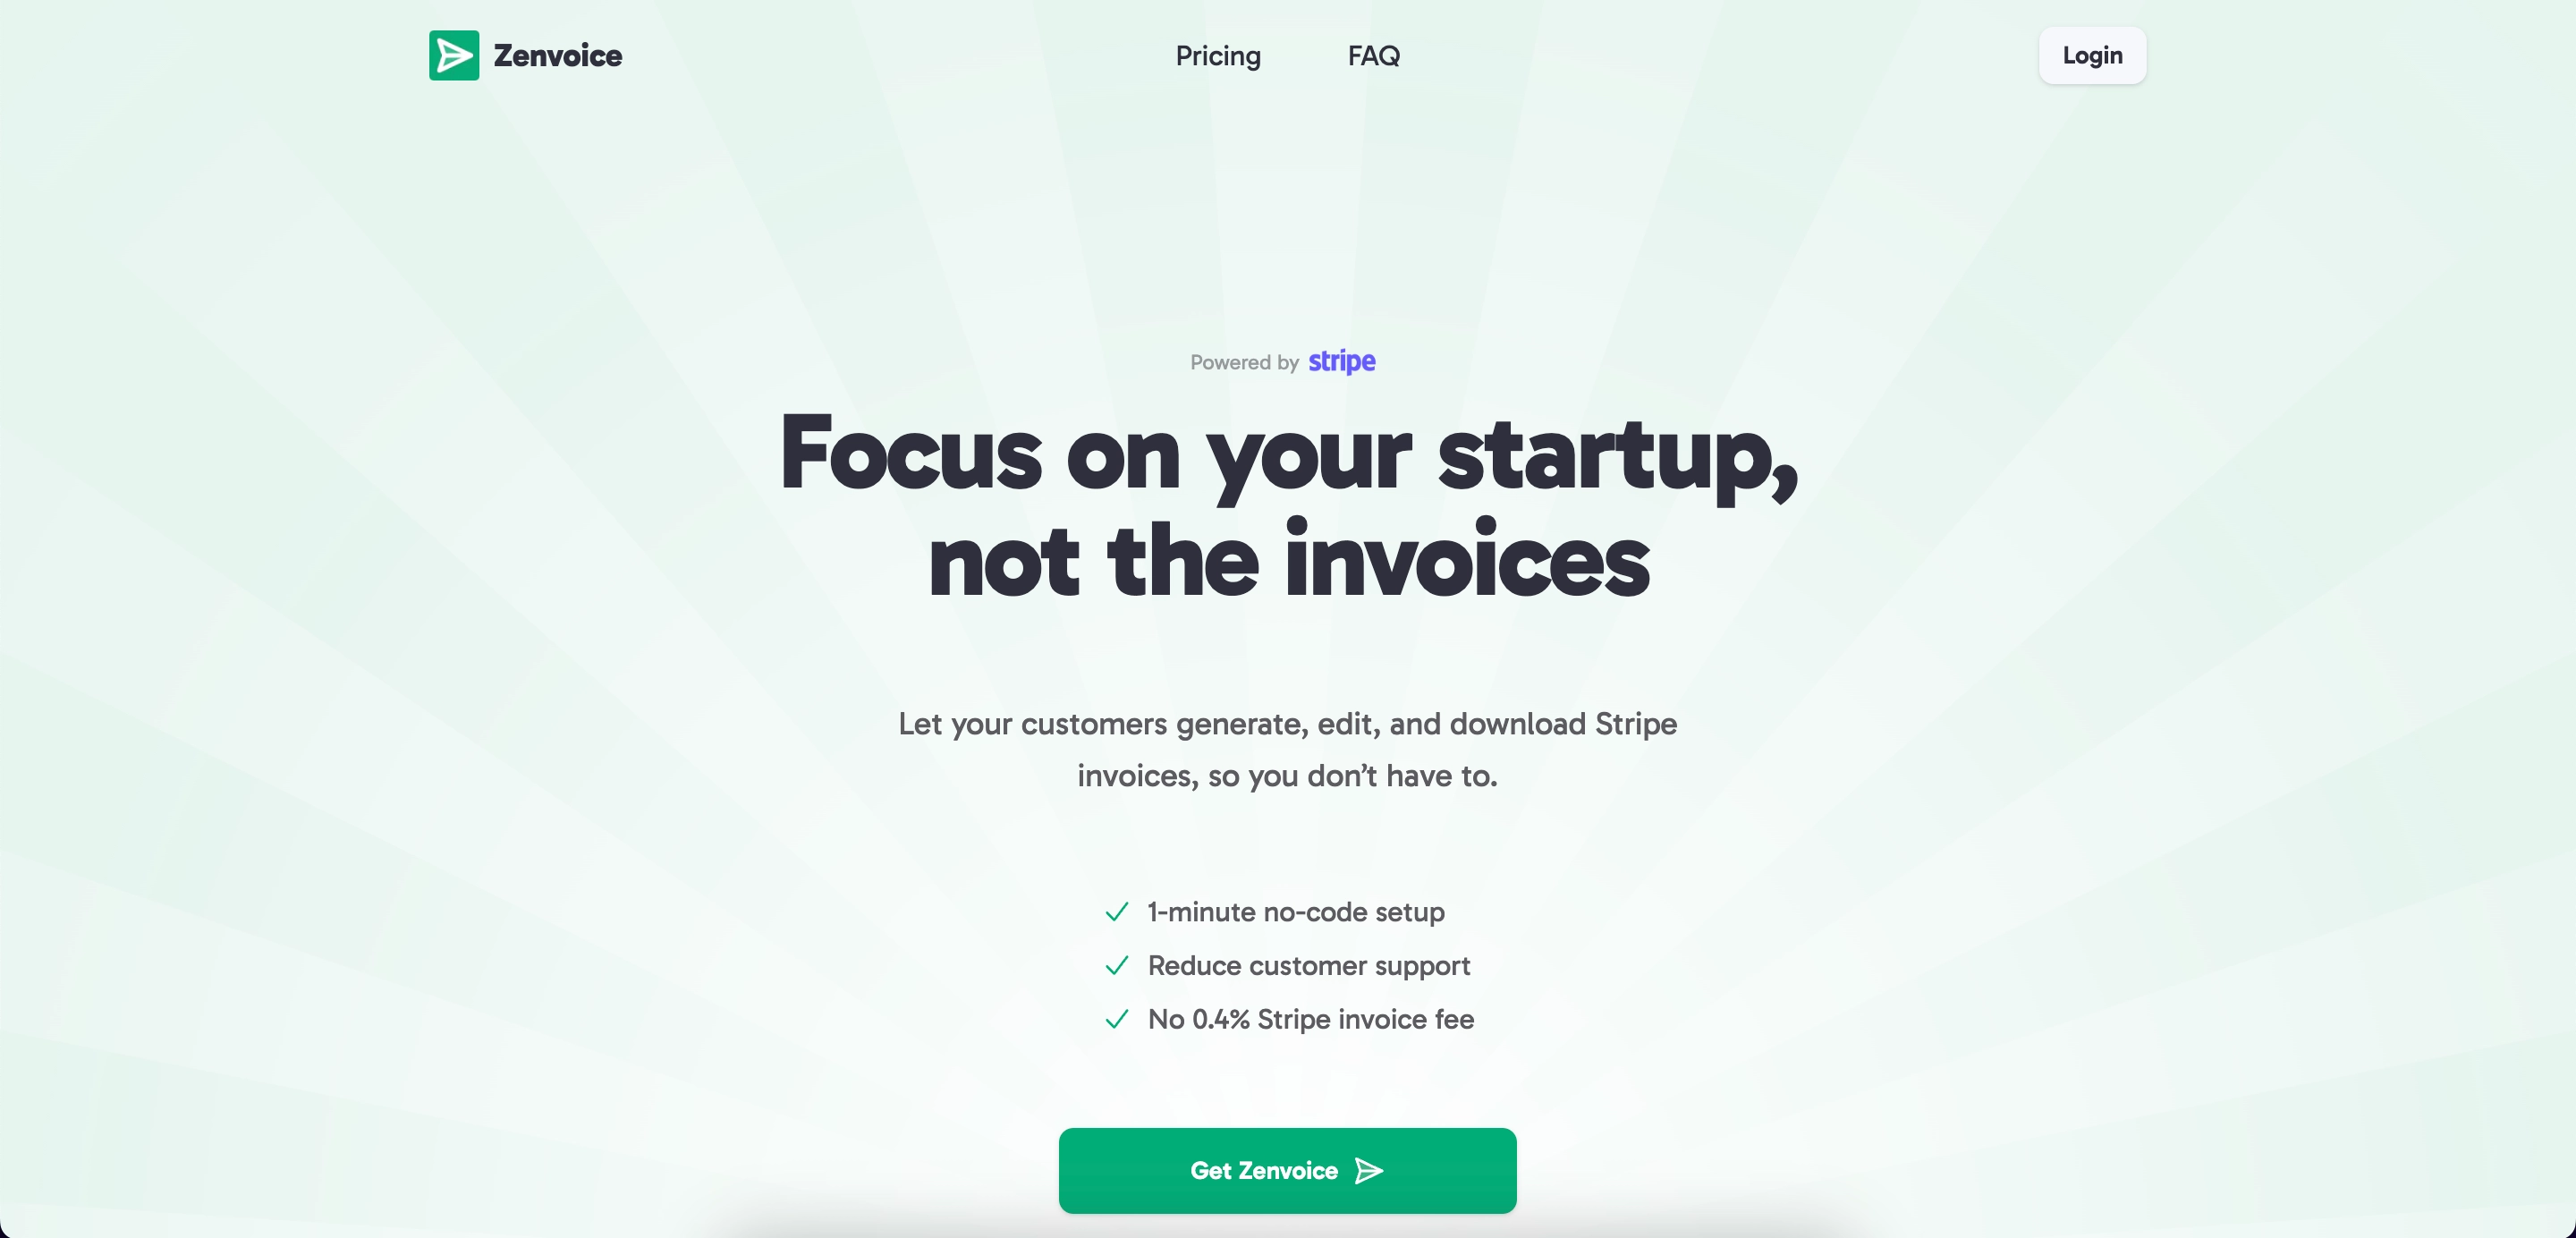 Zenvoice
Pricing
FAQ
Login
Powered by stripe
Focus on your startup,
not the invoices
Let your customers generate, edit, and download Stripe
invoices, so you don’t have to.
1-minute no-code setup
Reduce customer support
No 0.4% Stripe invoice fee
Get Zenvoice